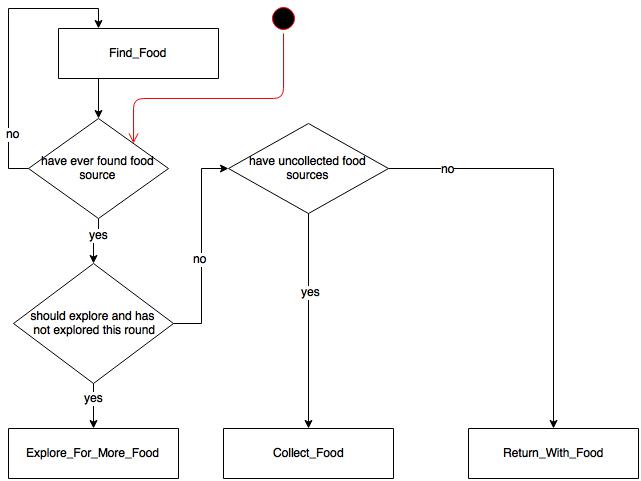 Find_Food
no
have ever found food
source
have uncollected food
sources
no
yes
no
yes
should explore and has
not explored this round
yes
Explore_For_More_Food
Collect_Food
Return_With_Food